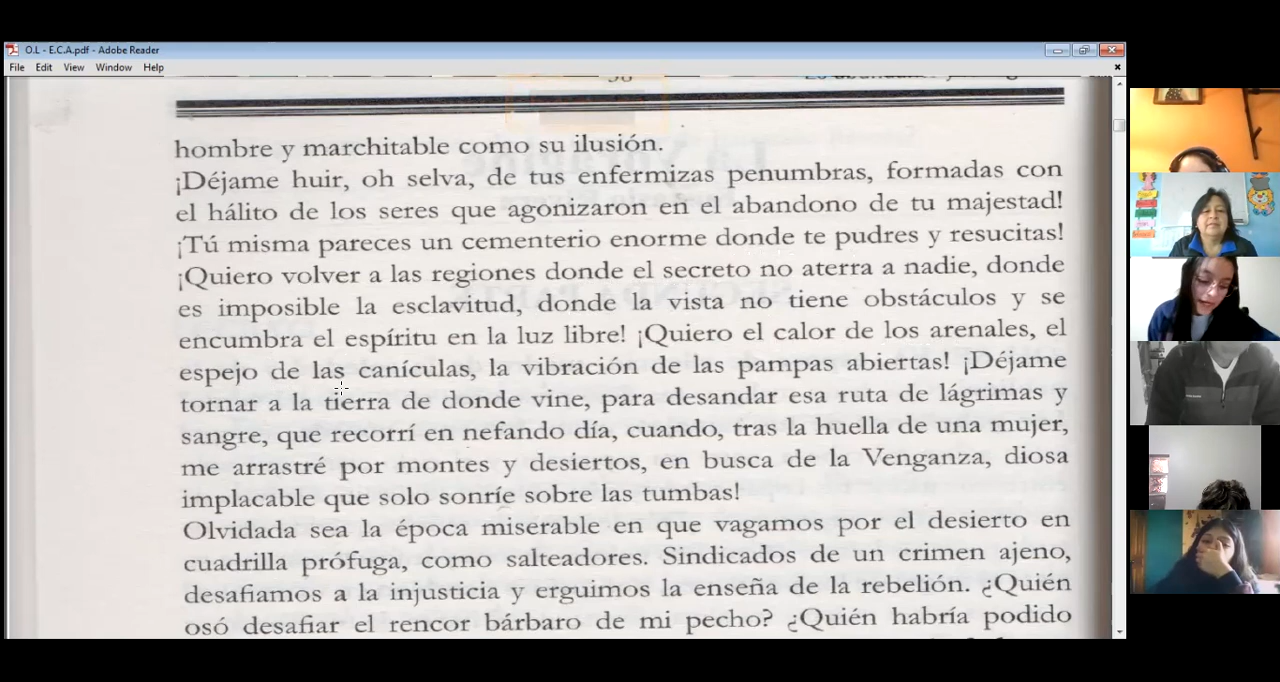 O.L - E.C.A.pdf - Adobe Reader
File Edit View Window Help
hombre y marchitable como su ilusión.
¡Déjame huir, oh selva, de tus enfermizas penumbras, formadas con
el hálito de los seres que agonizaron en el abandono de tu majestad!
¡Tú misma pareces un cementerio enorme donde te pudres y resucitas!
¡Quiero volver a las regiones donde el secreto no aterra a nadie, donde
es imposible la esclavitud, donde la vista no tiene obstáculos y se
encumbra el espíritu en la luz libre! ¡Quiero el calor de los arenales, el
espejo de las canículas, la vibración de las pampas abiertas! ¡Déjame
tornar a la tierra de donde vine, para desandar esa ruta de lágrimas y
sangre, que recorrí en nefando día, cuando, tras la huella de una mujer,
me arrastré por montes y desiertos, en busca de la Venganza, diosa
implacable que solo sonríe sobre las tumbas!
Olvidada sea la época miserable en que vagamos por el desierto en
cuadrilla prófuga, como salteadores. Sindicados de un crimen ajeno,
desafiamos a la injusticia y erguimos la enseña de la rebelión. ¿Quién
osó desafiar el rencor bárbaro de mi pecho? ¿Quién habría podido